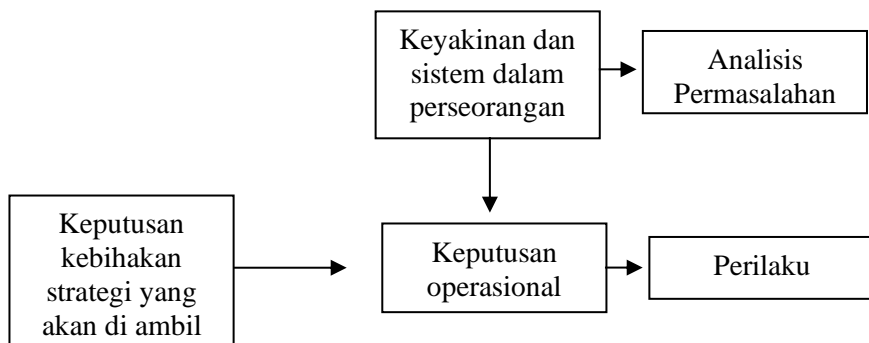 Keyakinan dan
sistem dalam
perseorangan
Analisis
Permasalahan
Keputusan
kebihakan
strategi yang
akan di ambil
Keputusan
operasional
Perilaku